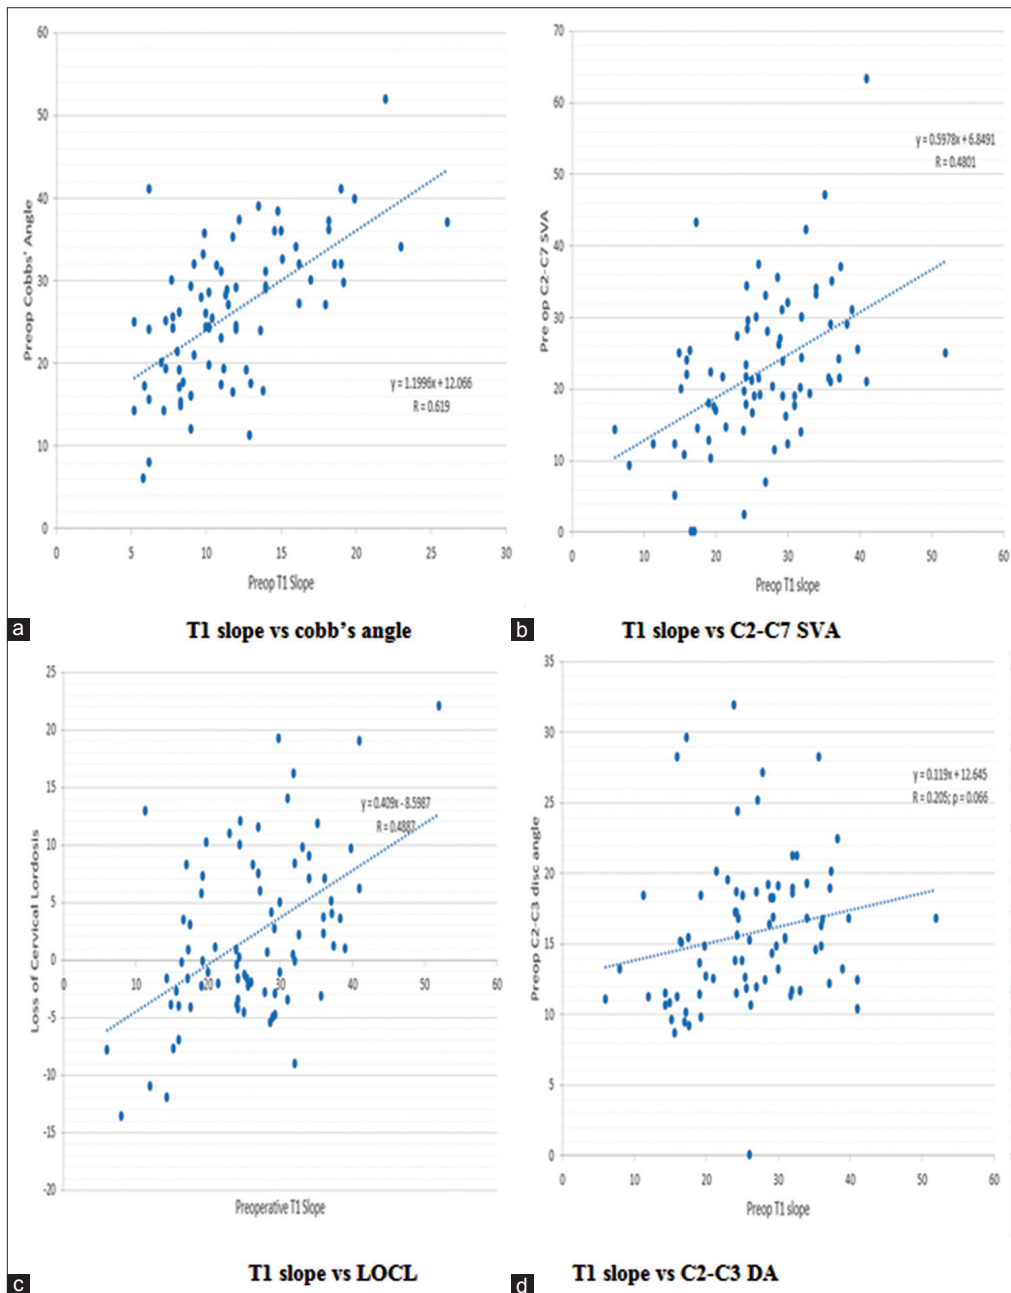 60
50
40
30
20
10
0
0 5 10 15 20 25 30
Preop Cobbs' Angle
Preop T1 Slope
y = 1.1996x + 12.066
R = 0.619
a
T1 slope vs cobb's angle
70
60
50
40
30
20
10
0
0 10 20 30 40 50 60
Pre op C2-C7 SVA
Preop T1 slope
y = 0.5978x + 6.8491
R = 0.4801
b
T1 slope vs C2-C7 SVA
25
20
15
10
5
0
-5
-10
-15
-20
0 10 20 30 40 50 60
Loss of Cervical Lordosis
Preoperative T1 Slope
y = 0.409x - 8.5987
R = 0.4887
c
T1 slope vs LOCL
35
30
25
20
15
10
5
0
0 10 20 30 40 50 60
Preop C2-C3 disc angle
Preop T1 slope
y = 0.119x + 12.645
R = 0.205; p = 0.066
d
T1 slope vs C2-C3 DA